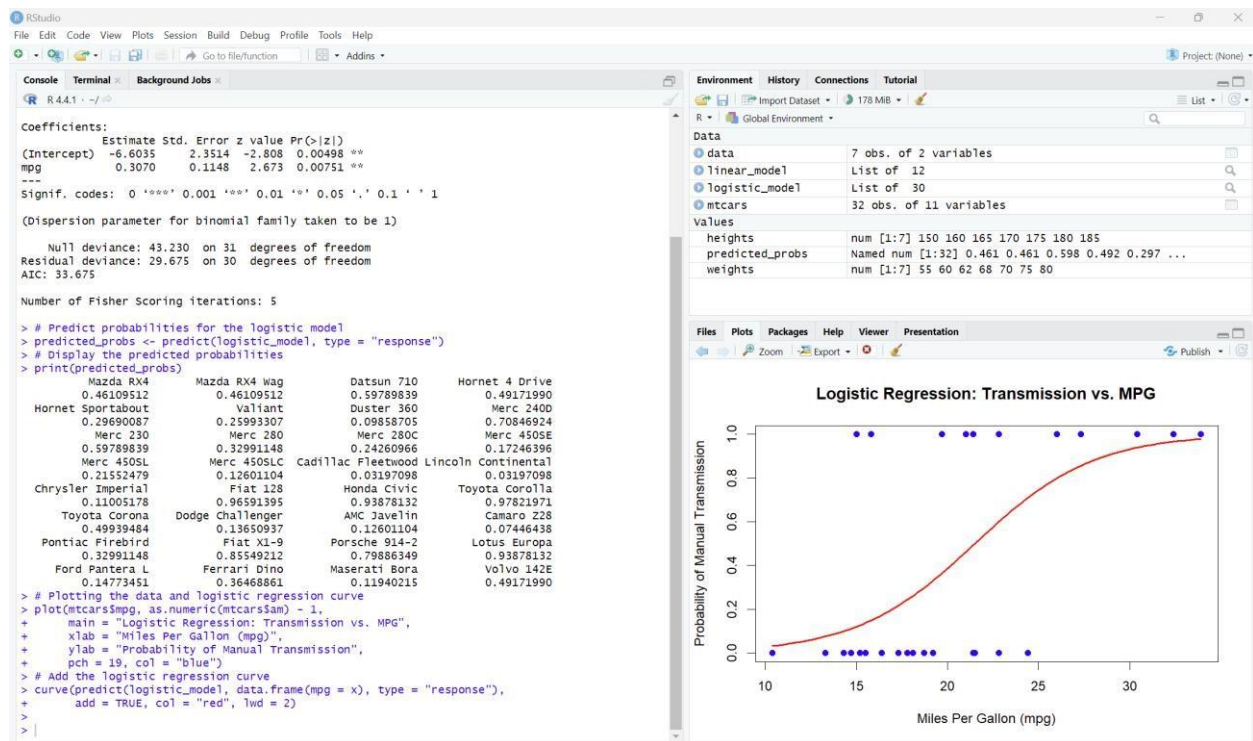 RStudio
File Edit Code View Plots Session Build Debug Profile Tools Help
Go to file/function Addins
Project: (None)
Console Terminal Background Jobs
R 4.4.1 · ~/
Coefficients:
            Estimate Std. Error z value Pr(>|z|)
(Intercept)  -6.6035     2.3514  -2.808  0.00498 **
mpg           0.3070     0.1148   2.673  0.00751 **
---
Signif. codes:  0 ‘***’ 0.001 ‘**’ 0.01 ‘*’ 0.05 ‘.’ 0.1 ‘ ’ 1
(Dispersion parameter for binomial family taken to be 1)
    Null deviance: 43.230  on 31  degrees of freedom
Residual deviance: 29.675  on 30  degrees of freedom
AIC: 33.675
Number of Fisher Scoring iterations: 5
> # Predict probabilities for the logistic model
> predicted_probs <- predict(logistic_model, type = "response")
> # Display the predicted probabilities
> print(predicted_probs)
Mazda RX4 Mazda RX4 Wag Datsun 710 Hornet 4 Drive
0.46109512 0.46109512 0.59789839 0.49171990
Hornet Sportabout Valiant Duster 360 Merc 240D
0.29690087 0.25993307 0.09858705 0.70846924
Merc 230 Merc 280 Merc 280C Merc 450SE
0.59789839 0.32991148 0.24260966 0.17246396
Merc 450SL Merc 450SLC Cadillac Fleetwood Lincoln Continental
0.21552479 0.12601104 0.03197098 0.03197098
Chrysler Imperial Fiat 128 Honda Civic Toyota Corolla
0.11005178 0.96591395 0.93878132 0.97821971
Toyota Corona Dodge Challenger AMC Javelin Camaro Z28
0.49939484 0.13650937 0.12601104 0.07446438
Pontiac Firebird Fiat X1-9 Porsche 914-2 Lotus Europa
0.32991148 0.85549212 0.79886349 0.93878132
Ford Pantera L Ferrari Dino Maserati Bora Volvo 142E
0.14773451 0.36468861 0.11940215 0.49171990
> # Plotting the data and logistic regression curve
> plot(mtcars$mpg, as.numeric(mtcars$am) - 1,
+      main = "Logistic Regression: Transmission vs. MPG",
+      xlab = "Miles Per Gallon (mpg)",
+      ylab = "Probability of Manual Transmission",
+      pch = 19, col = "blue")
> # Add the logistic regression curve
> curve(predict(logistic_model, data.frame(mpg = x), type = "response"),
+       add = TRUE, col = "red", lwd = 2)
>
>
Environment History Connections Tutorial
Import Dataset 178 MiB List
R Global Environment
Data
data 7 obs. of 2 variables
linear_model List of 12
logistic_model List of 30
mtcars 32 obs. of 11 variables
Values
heights num [1:7] 150 160 165 170 175 180 185
predicted_probs Named num [1:32] 0.461 0.461 0.598 0.492 0.297 ...
weights num [1:7] 55 60 62 68 70 75 80
Files Plots Packages Help Viewer Presentation
Zoom Export Publish
Logistic Regression: Transmission vs. MPG
Probability of Manual Transmission
1.0
0.8
0.6
0.4
0.2
0.0
10 15 20 25 30
Miles Per Gallon (mpg)